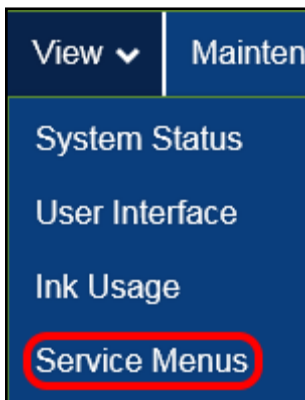 View Mainten
System Status
User Interface
Ink Usage
Service Menus